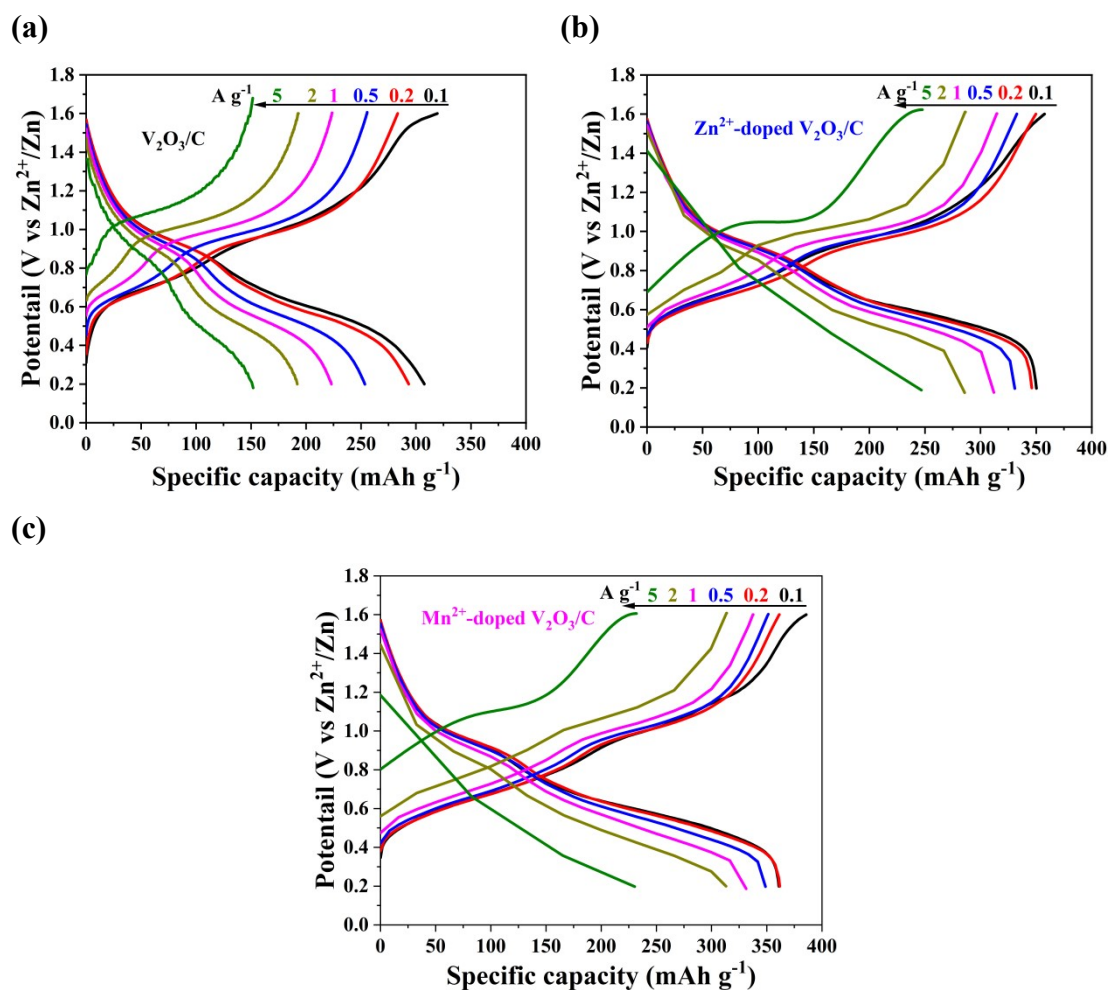 (a)
1.8
1.6
1.4
1.2
1.0
0.8
0.6
0.4
0.2
0.0
Potentail (V vs Zn²⁺/Zn)
A g⁻¹ 5 2 1 0.5 0.2 0.1
V₂O₃/C
0 50 100 150 200 250 300 350 400
Specific capacity (mAh g⁻¹)
(b)
1.8
1.6
1.4
1.2
1.0
0.8
0.6
0.4
0.2
0.0
Potentail (V vs Zn²⁺/Zn)
A g⁻¹ 5 2 1 0.5 0.2 0.1
Zn²⁺-doped V₂O₃/C
0 50 100 150 200 250 300 350 400
Specific capacity (mAh g⁻¹)
(c)
1.8
1.6
1.4
1.2
1.0
0.8
0.6
0.4
0.2
0.0
Potentail (V vs Zn²⁺/Zn)
A g⁻¹ 5 2 1 0.5 0.2 0.1
Mn²⁺-doped V₂O₃/C
0 50 100 150 200 250 300 350 400
Specific capacity (mAh g⁻¹)